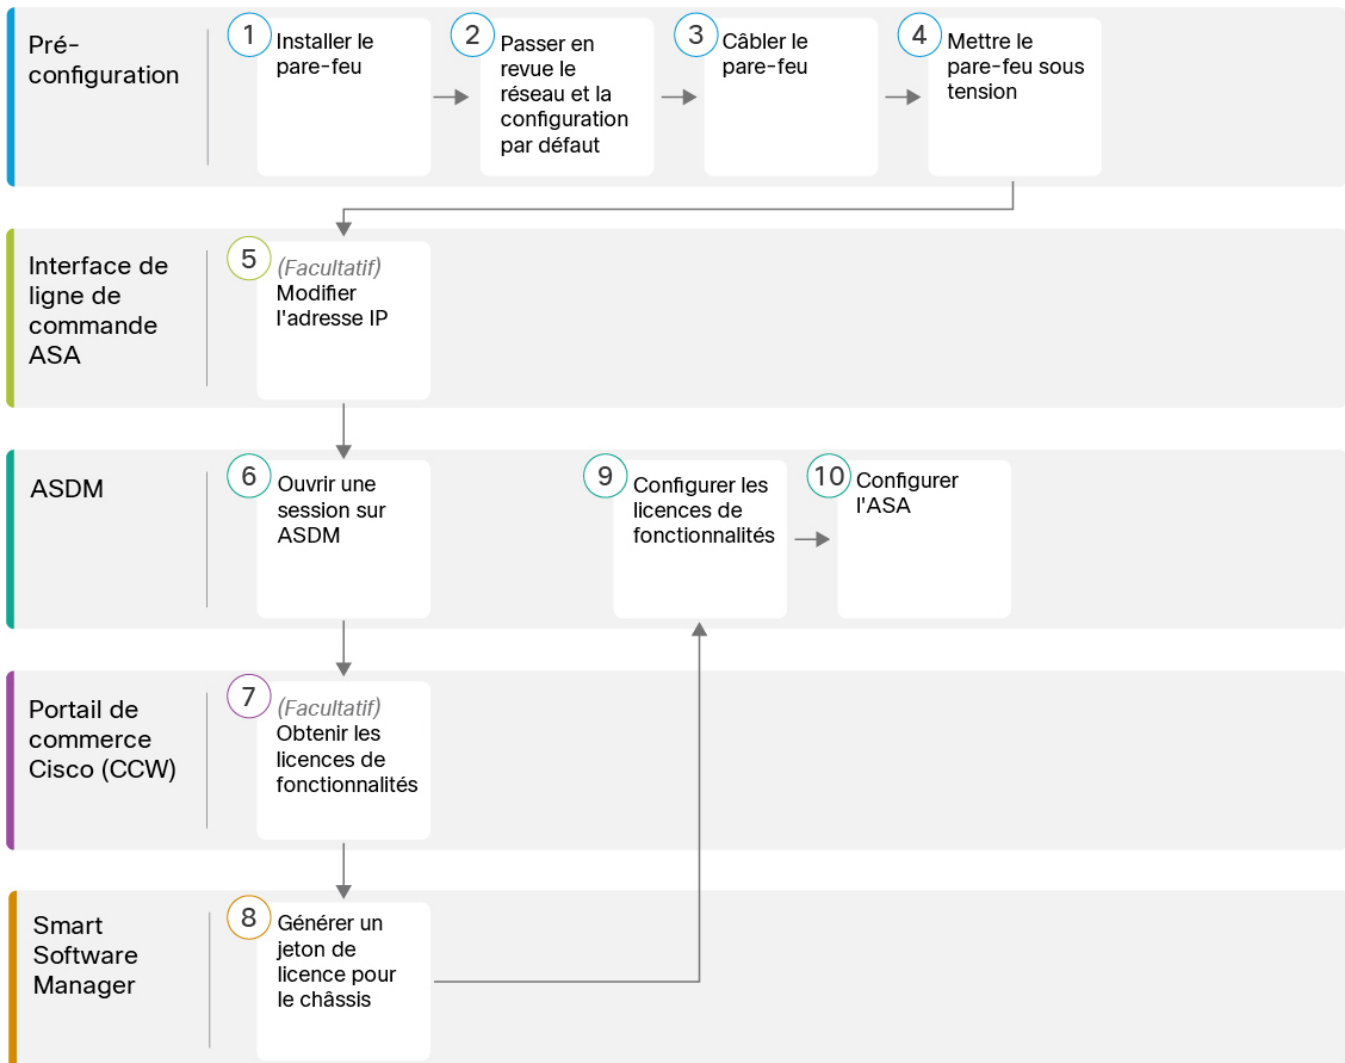 Pré-
configuration
1
Installer le
pare-feu
2
Passer en
revue le
réseau et la
configuration
par défaut
3
Câbler le
pare-feu
4
Mettre le
pare-feu sous
tension
Interface de
ligne de
commande
ASA
5
(Facultatif)
Modifier
l'adresse IP
ASDM
6
Ouvrir une
session sur
ASDM
9
Configurer les
licences de
fonctionnalités
10
Configurer
l'ASA
Portail de
commerce
Cisco (CCW)
7
(Facultatif)
Obtenir les
licences de
fonctionnalités
Smart
Software
Manager
8
Générer un
jeton de
licence pour
le châssis